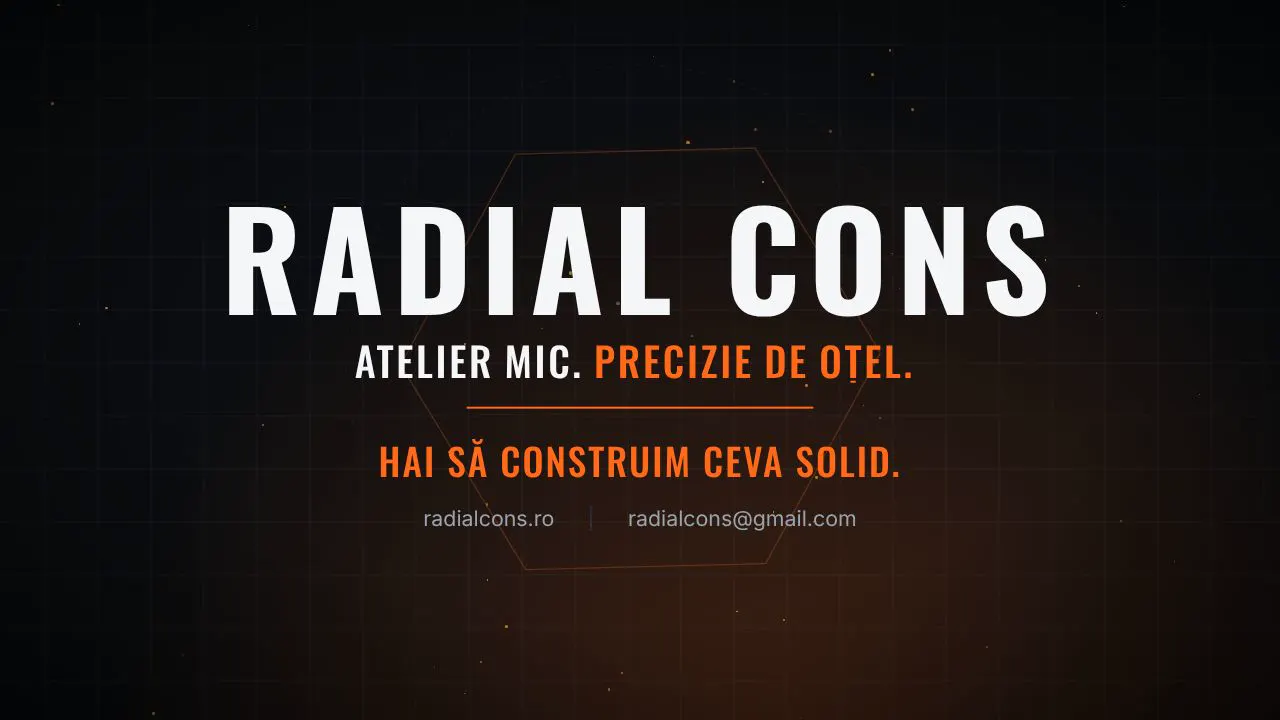 RADIAL CONS
ATELIER MIC. PRECIZIE DE OȚEL.
HAI SĂ CONSTRUIM CEVA SOLID.
radialcons.ro | radialcons@gmail.com